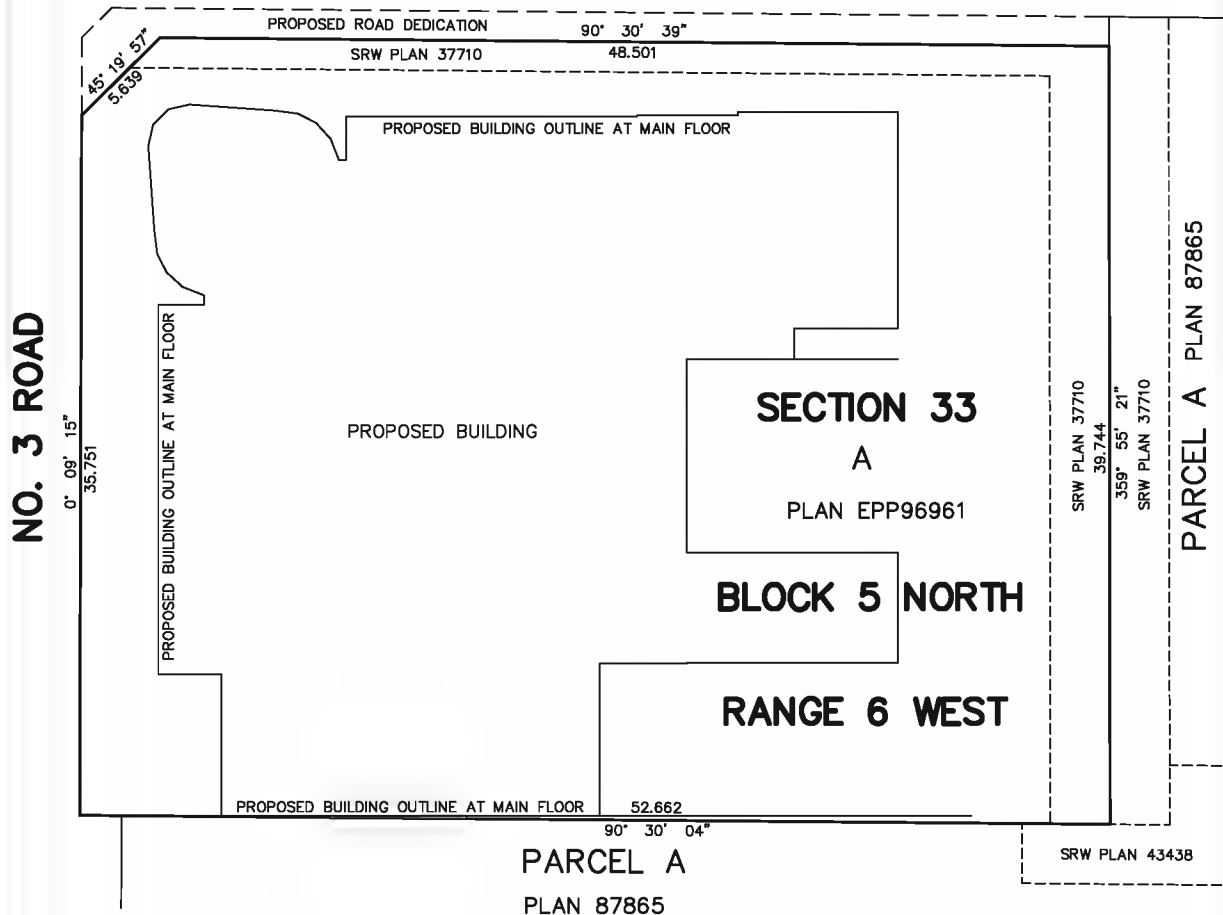 PROPOSED ROAD DEDICATION
90° 30' 39"
SRW PLAN 37710
48.501
45° 19' 57"
5.639
PROPOSED BUILDING OUTLINE AT MAIN FLOOR
NO. 3 ROAD
0° 09' 15"
35.751
PROPOSED BUILDING OUTLINE AT MAIN FLOOR
PROPOSED BUILDING
SECTION 33
A
PLAN EPP96961
BLOCK 5 NORTH
RANGE 6 WEST
SRW PLAN 37710
39.744
359° 55' 21"
SRW PLAN 37710
PARCEL A PLAN 87865
PROPOSED BUILDING OUTLINE AT MAIN FLOOR
52.662
90° 30' 04"
PARCEL A
PLAN 87865
SRW PLAN 43438